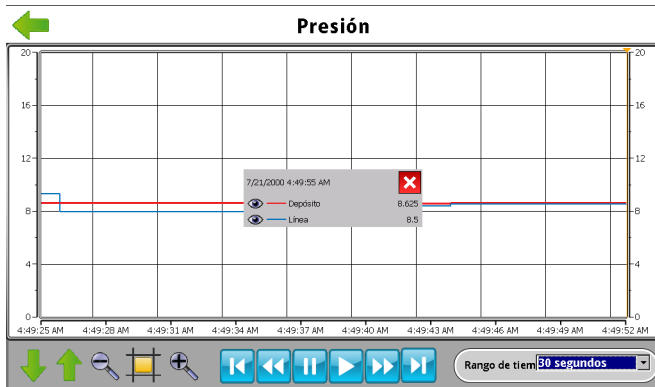 Presión
20 20
16 16
12 12
7/21/2000 4:49:55 AM
Depósito 8.625
Línea 8.5
8 8
4 4
0 0
4:49:25 AM 4:49:28 AM 4:49:31 AM 4:49:34 AM 4:49:37 AM 4:49:40 AM 4:49:43 AM 4:49:46 AM 4:49:49 AM 4:49:52 AM
Rango de tiem 30 segundos